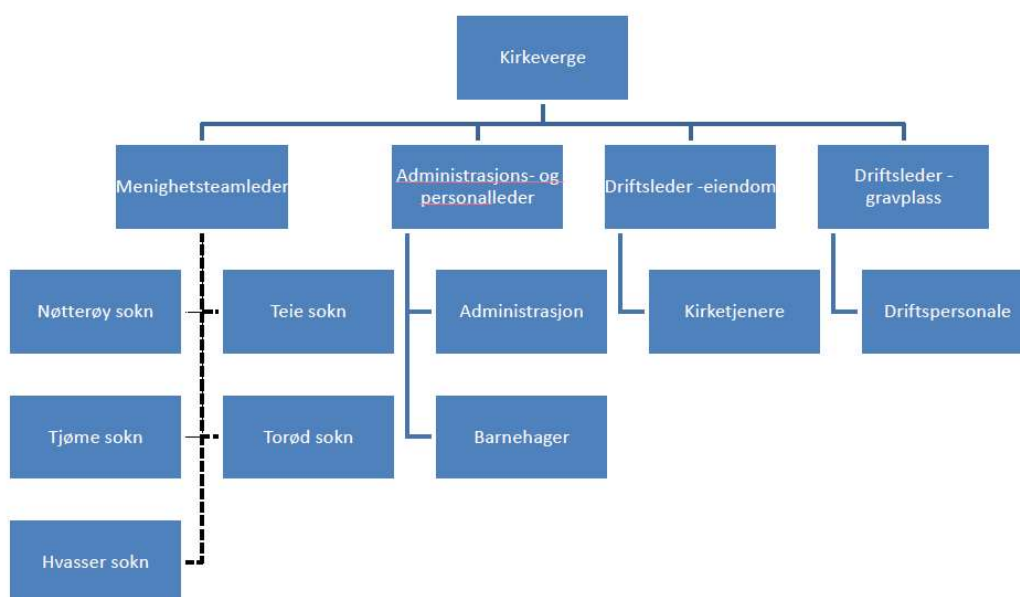 Kirkeverge
Menighetsteamleder
Administrasjons- og
personalleder
Driftsleder -eiendom
Driftsleder -
gravplass
Nøtterøy sokn
Teie sokn
Administrasjon
Kirketjenere
Driftspersonale
Tjøme sokn
Torød sokn
Barnehager
Hvasser sokn